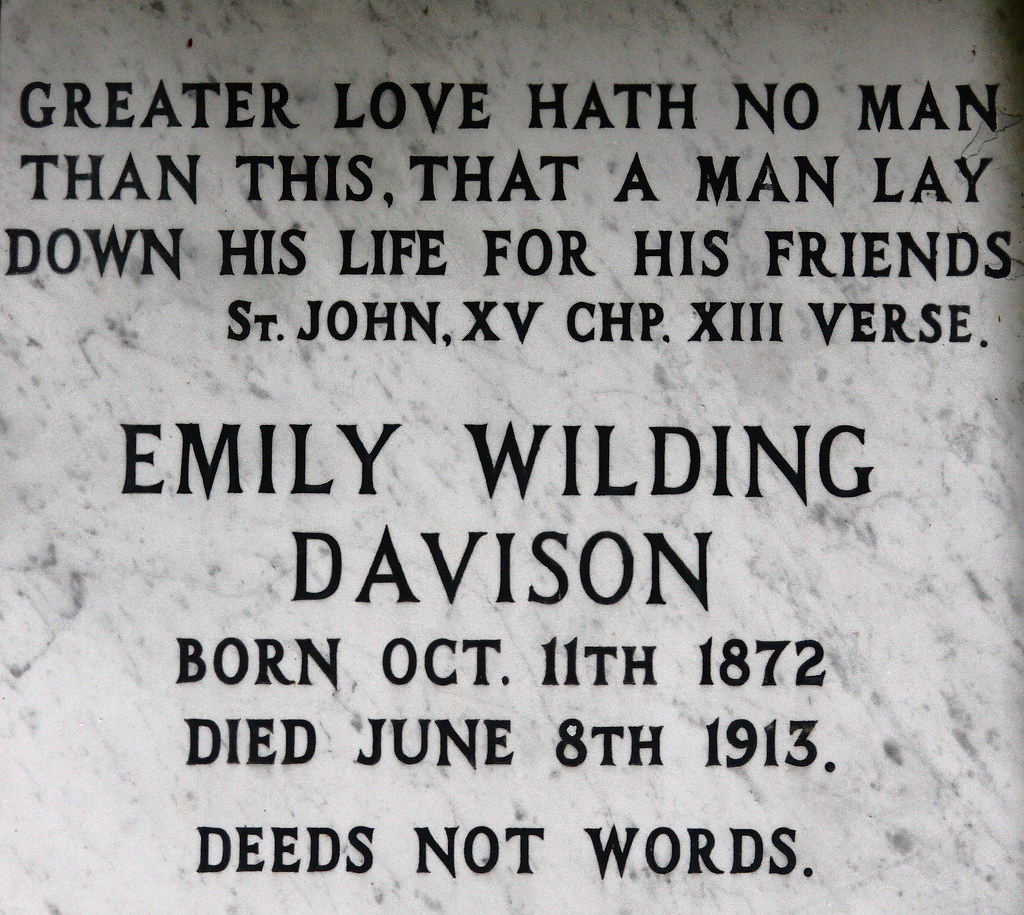 GREATER LOVE HATH NO MAN
THAN THIS, THAT A MAN LAY
DOWN HIS LIFE FOR HIS FRIENDS
ST. JOHN, XV CHP. XIII VERSE.
EMILY WILDING
DAVISON
BORN OCT. 11TH 1872
DIED JUNE 8TH 1913.
DEEDS NOT WORDS.